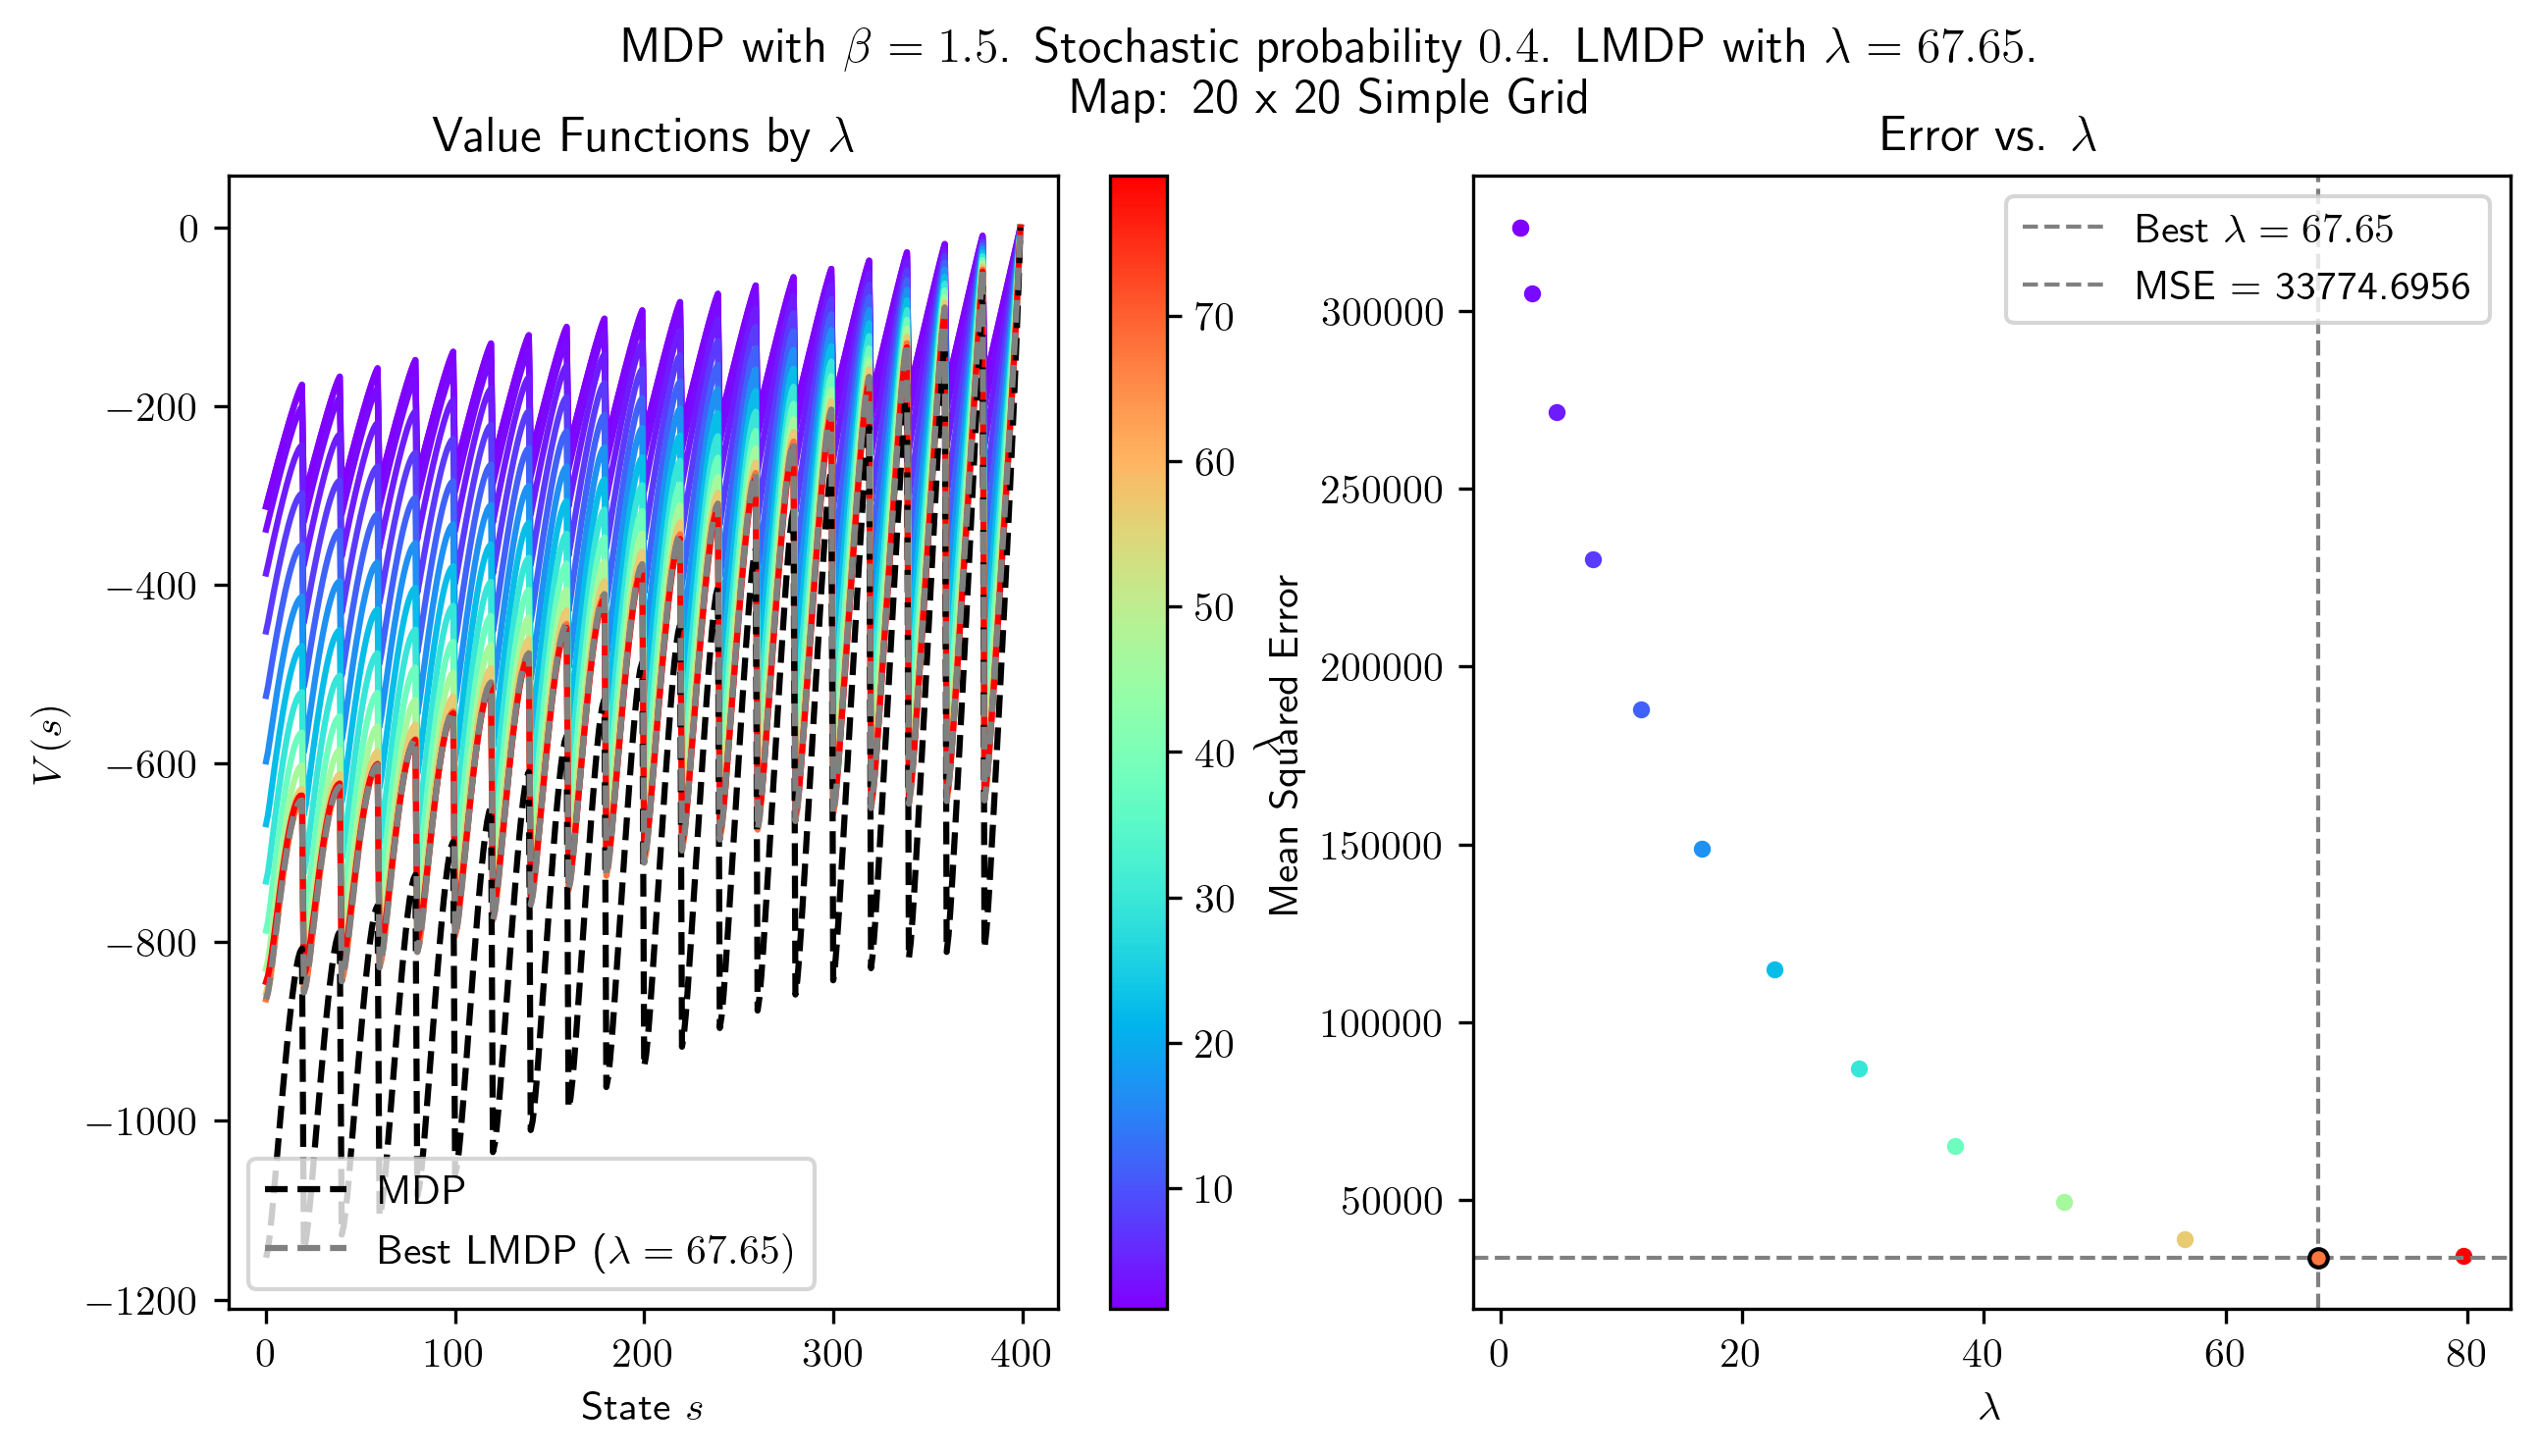 MDP with β = 1.5. Stochastic probability 0.4. LMDP with λ = 67.65.
Map: 20 x 20 Simple Grid
Value Functions by λ
V(s)
0
−200
−400
−600
−800
−1000
−1200
0 100 200 300 400
State s
MDP
Best LMDP (λ = 67.65)
70
60
50
40
30
20
10
λ
Error vs. λ
Mean Squared Error
300000
250000
200000
150000
100000
50000
0 20 40 60 80
λ
Best λ = 67.65
MSE = 33774.6956